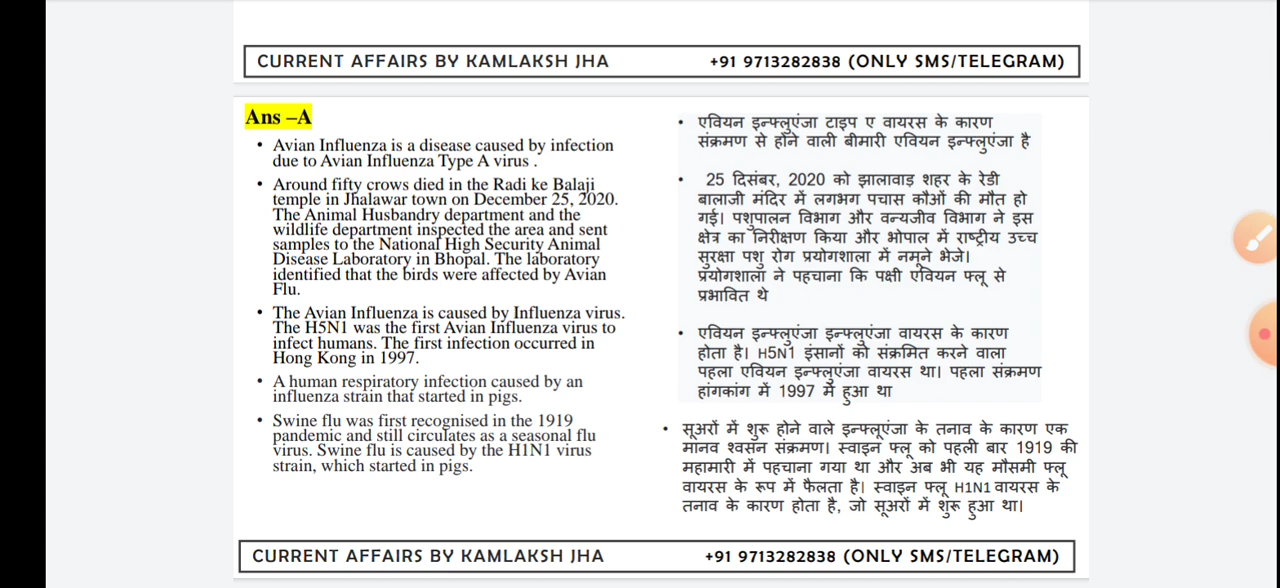 CURRENT AFFAIRS BY KAMLAKSH JHA +91 9713282838 (ONLY SMS/TELEGRAM)
Ans –A
• Avian Influenza is a disease caused by infection
due to Avian Influenza Type A virus .
• Around fifty crows died in the Radi ke Balaji
temple in Jhalawar town on December 25, 2020.
The Animal Husbandry department and the
wildlife department inspected the area and sent
samples to the National High Security Animal
Disease Laboratory in Bhopal. The laboratory
identified that the birds were affected by Avian
Flu.
• The Avian Influenza is caused by Influenza virus.
The H5N1 was the first Avian Influenza virus to
infect humans. The first infection occurred in
Hong Kong in 1997.
• A human respiratory infection caused by an
influenza strain that started in pigs.
• Swine flu was first recognised in the 1919
pandemic and still circulates as a seasonal flu
virus. Swine flu is caused by the H1N1 virus
strain, which started in pigs.
• एवियन इन्फ्लुएंजा टाइप ए वायरस के कारण
संक्रमण से होने वाली बीमारी एवियन इन्फ्लुएंजा है
• 25 दिसंबर, 2020 को झालावाड़ शहर के रेडी
बालाजी मंदिर में लगभग पचास कौओं की मौत हो
गई। पशुपालन विभाग और वन्यजीव विभाग ने इस
क्षेत्र का निरीक्षण किया और भोपाल में राष्ट्रीय उच्च
सुरक्षा पशु रोग प्रयोगशाला में नमूने भेजे।
प्रयोगशाला ने पहचाना कि पक्षी एवियन फ्लू से
प्रभावित थे
• एवियन इन्फ्लुएंजा इन्फ्लुएंजा वायरस के कारण
होता है। H5N1 इंसानों को संक्रमित करने वाला
पहला एवियन इन्फ्लुएंजा वायरस था। पहला संक्रमण
हांगकांग में 1997 में हुआ था
• सूअरों में शुरू होने वाले इन्फ्लूएंजा के तनाव के कारण एक
मानव श्वसन संक्रमण। स्वाइन फ्लू को पहली बार 1919 की
महामारी में पहचाना गया था और अब भी यह मौसमी फ्लू
वायरस के रूप में फैलता है। स्वाइन फ्लू H1N1 वायरस के
तनाव के कारण होता है, जो सूअरों में शुरू हुआ था।
CURRENT AFFAIRS BY KAMLAKSH JHA +91 9713282838 (ONLY SMS/TELEGRAM)